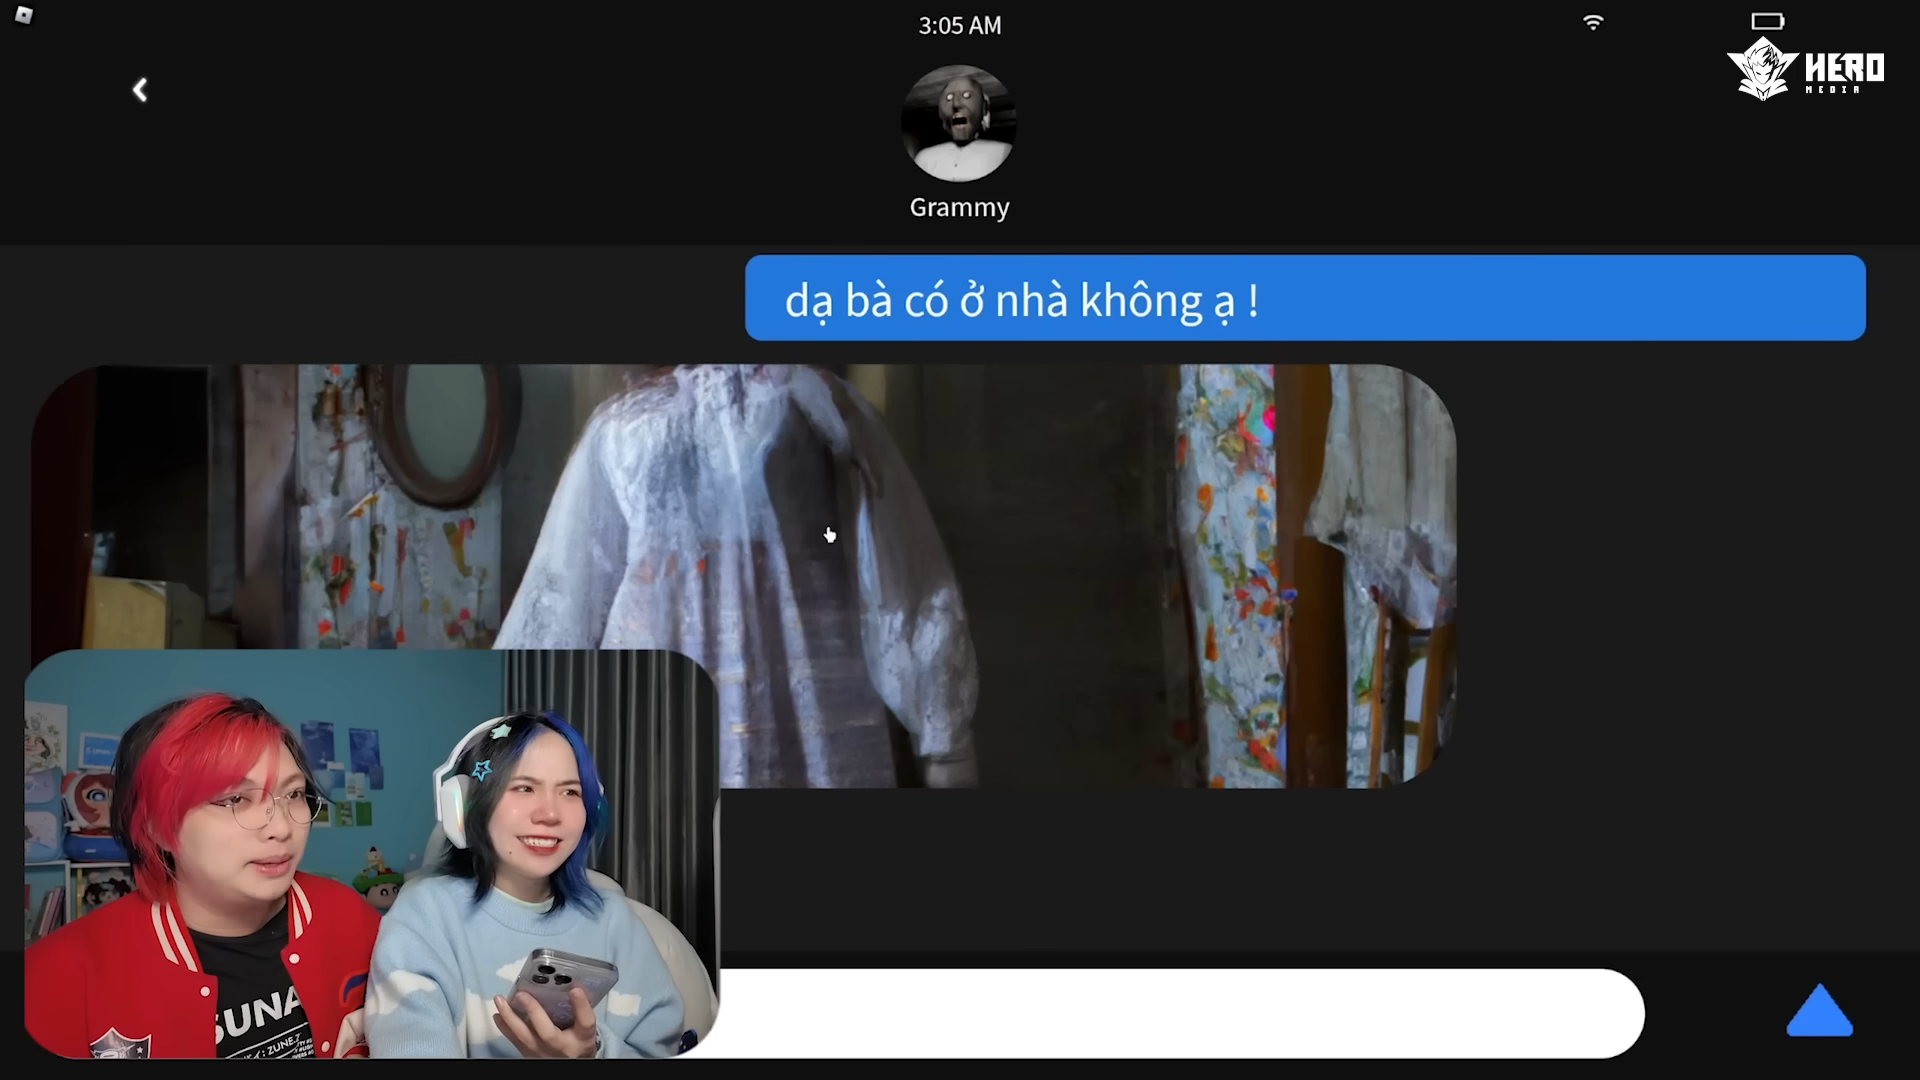 3:05 AM
HERO
MEDIA
Grammy
dạ bà có ở nhà không ạ !
SUNA